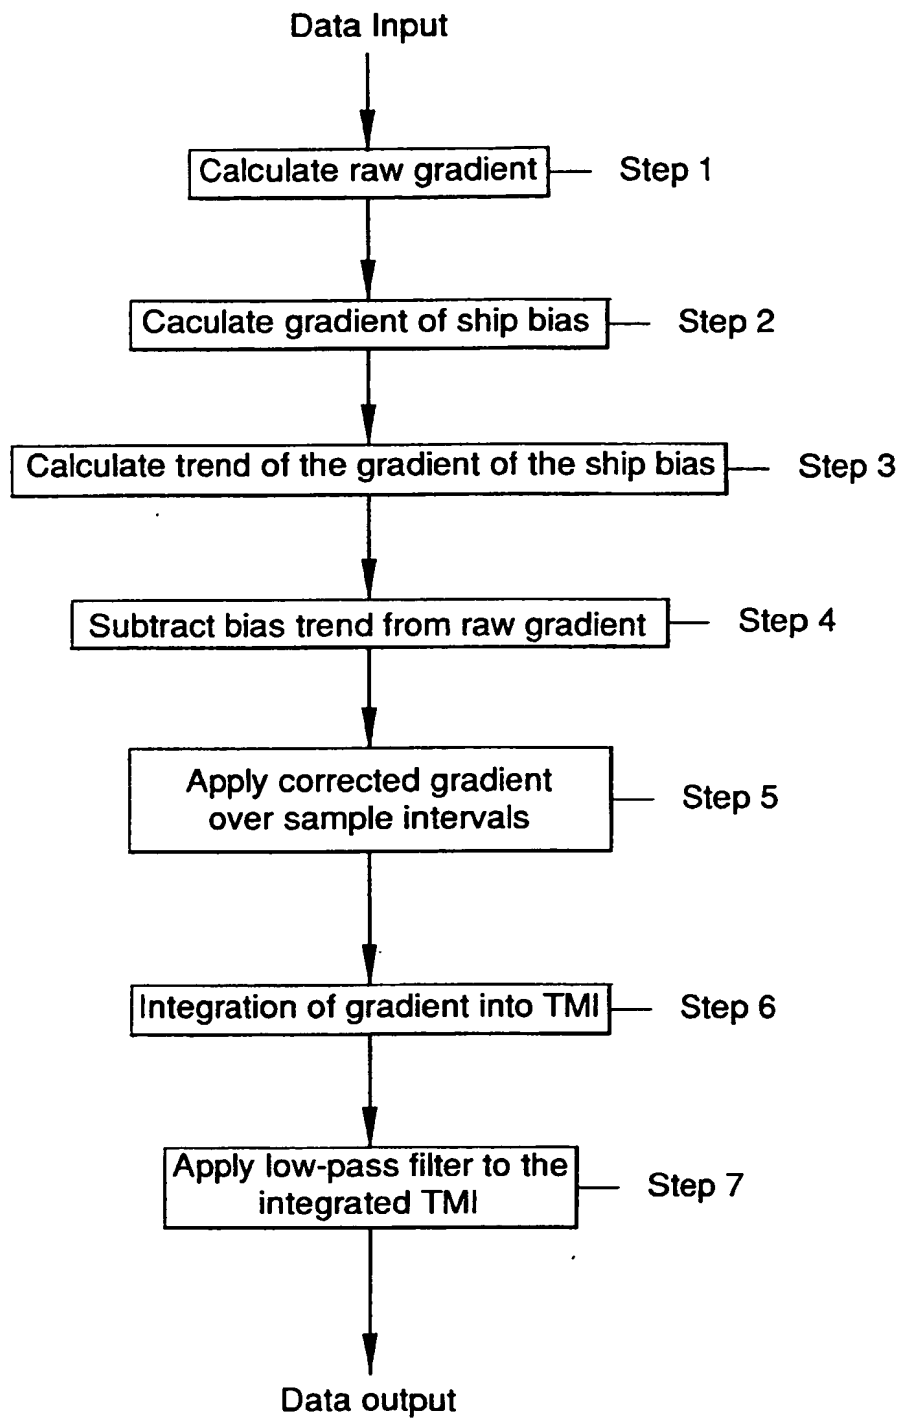 Data Input
Calculate raw gradient
Step 1
Caculate gradient of ship bias
Step 2
Calculate trend of the gradient of the ship bias
Step 3
Subtract bias trend from raw gradient
Step 4
Apply corrected gradient
over sample intervals
Step 5
Integration of gradient into TMI
Step 6
Apply low-pass filter to the
integrated TMI
Step 7
Data output